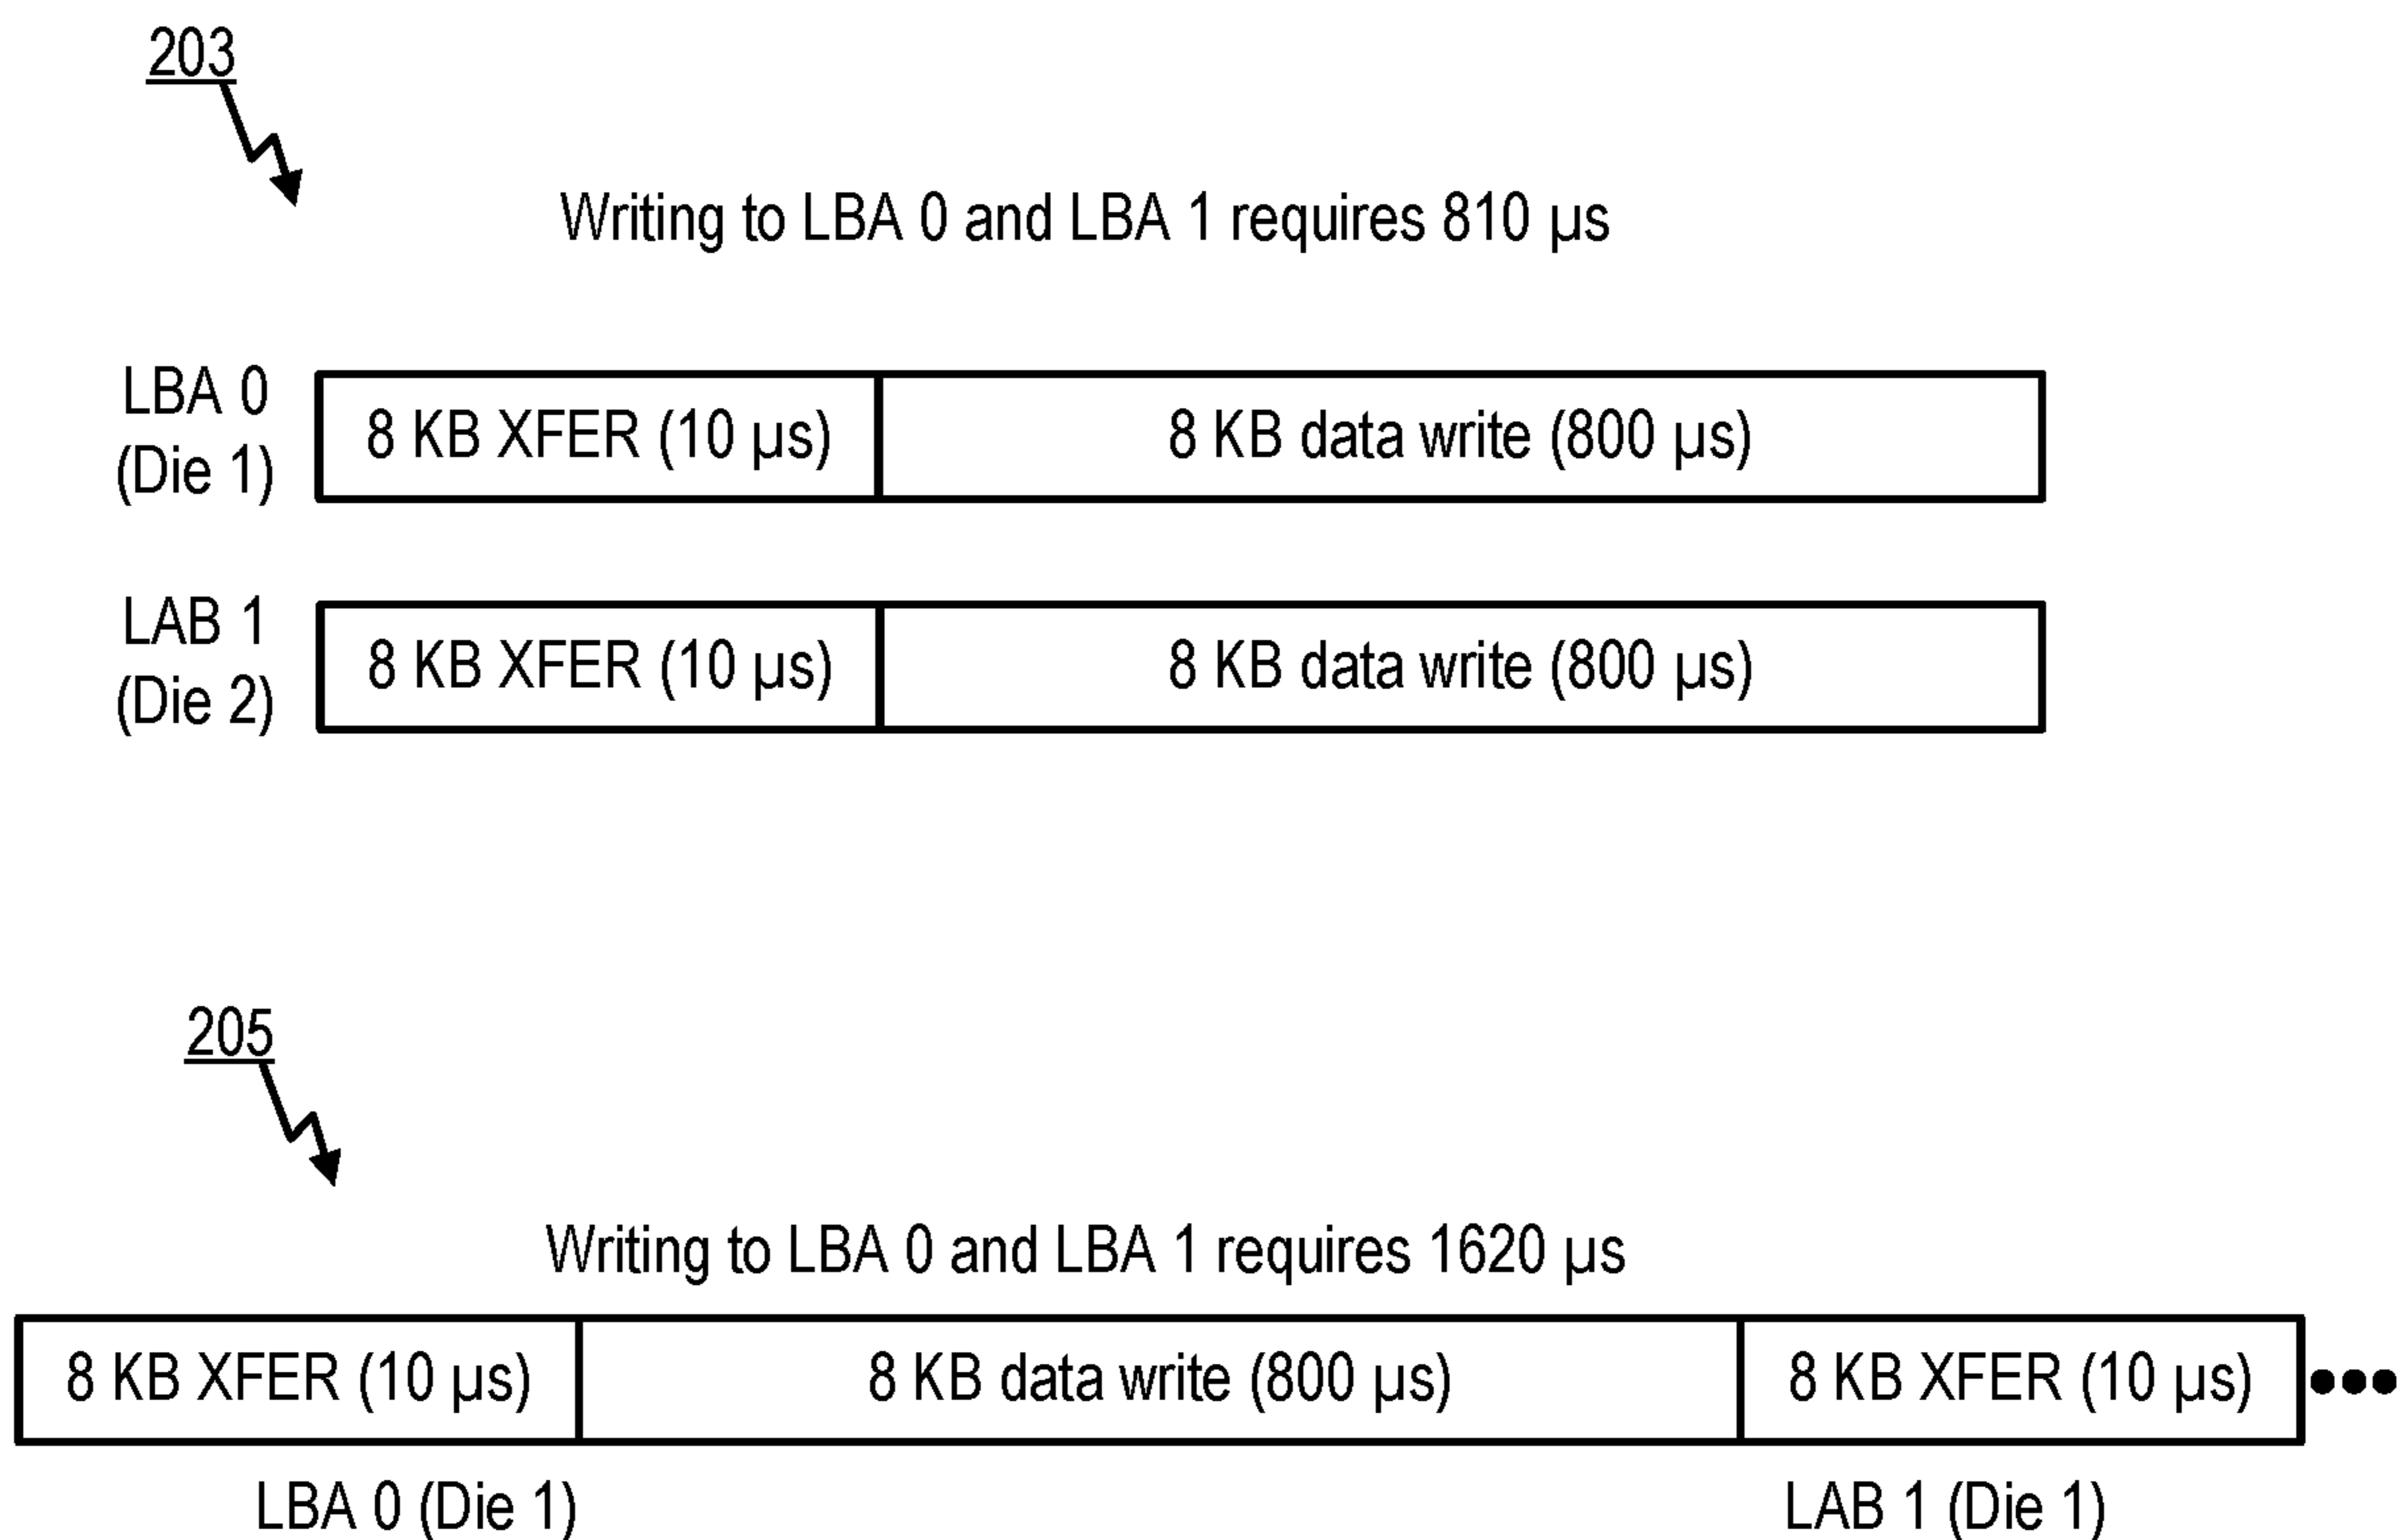 203
Writing to LBA 0 and LBA 1 requires 810 µs
LBA 0
(Die 1)
8 KB XFER (10 µs)
8 KB data write (800 µs)
LAB 1
(Die 2)
8 KB XFER (10 µs)
8 KB data write (800 µs)
205
Writing to LBA 0 and LBA 1 requires 1620 µs
8 KB XFER (10 µs)
8 KB data write (800 µs)
8 KB XFER (10 µs)
LBA 0 (Die 1)
LAB 1 (Die 1)